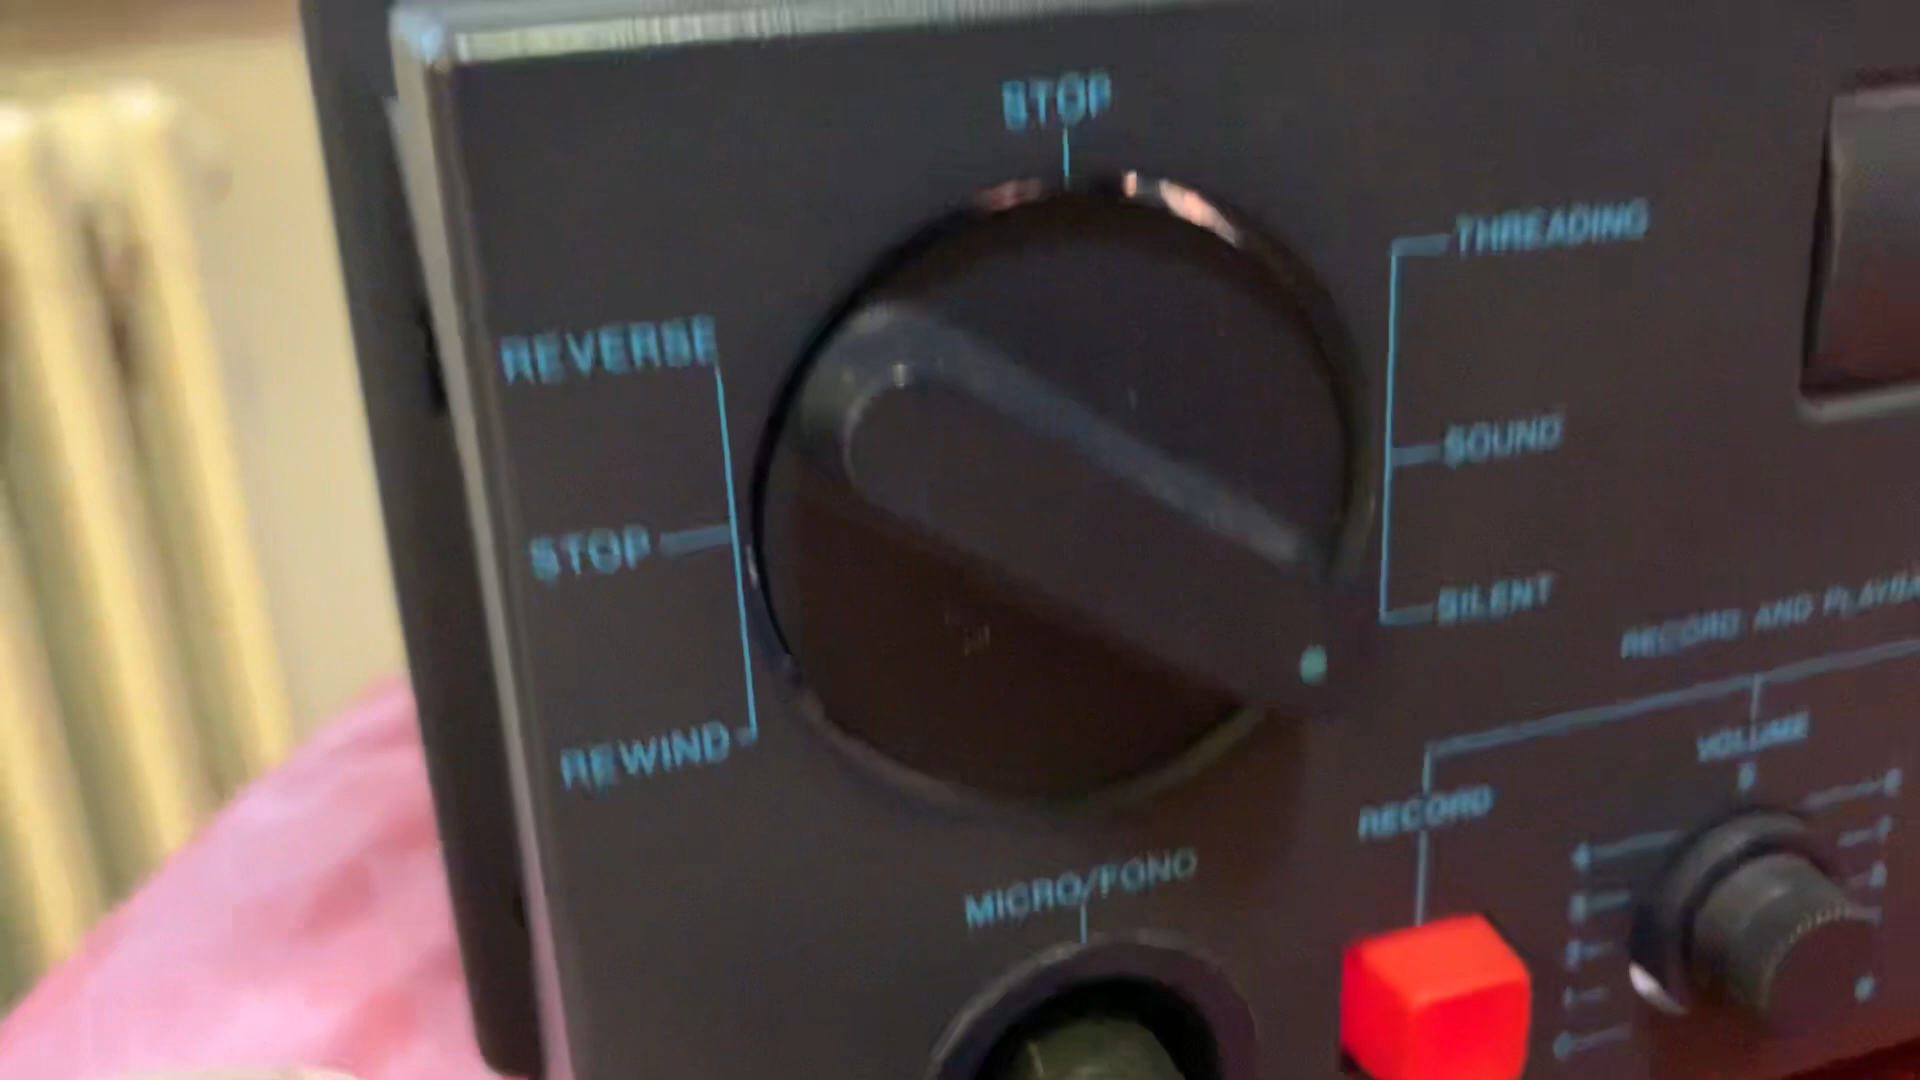 STOP
THREADING
REVERSE
SOUND
STOP
SILENT
RECORD AND PLAYBA
REWIND
VOLUME
RECORD
MICRO/FONO